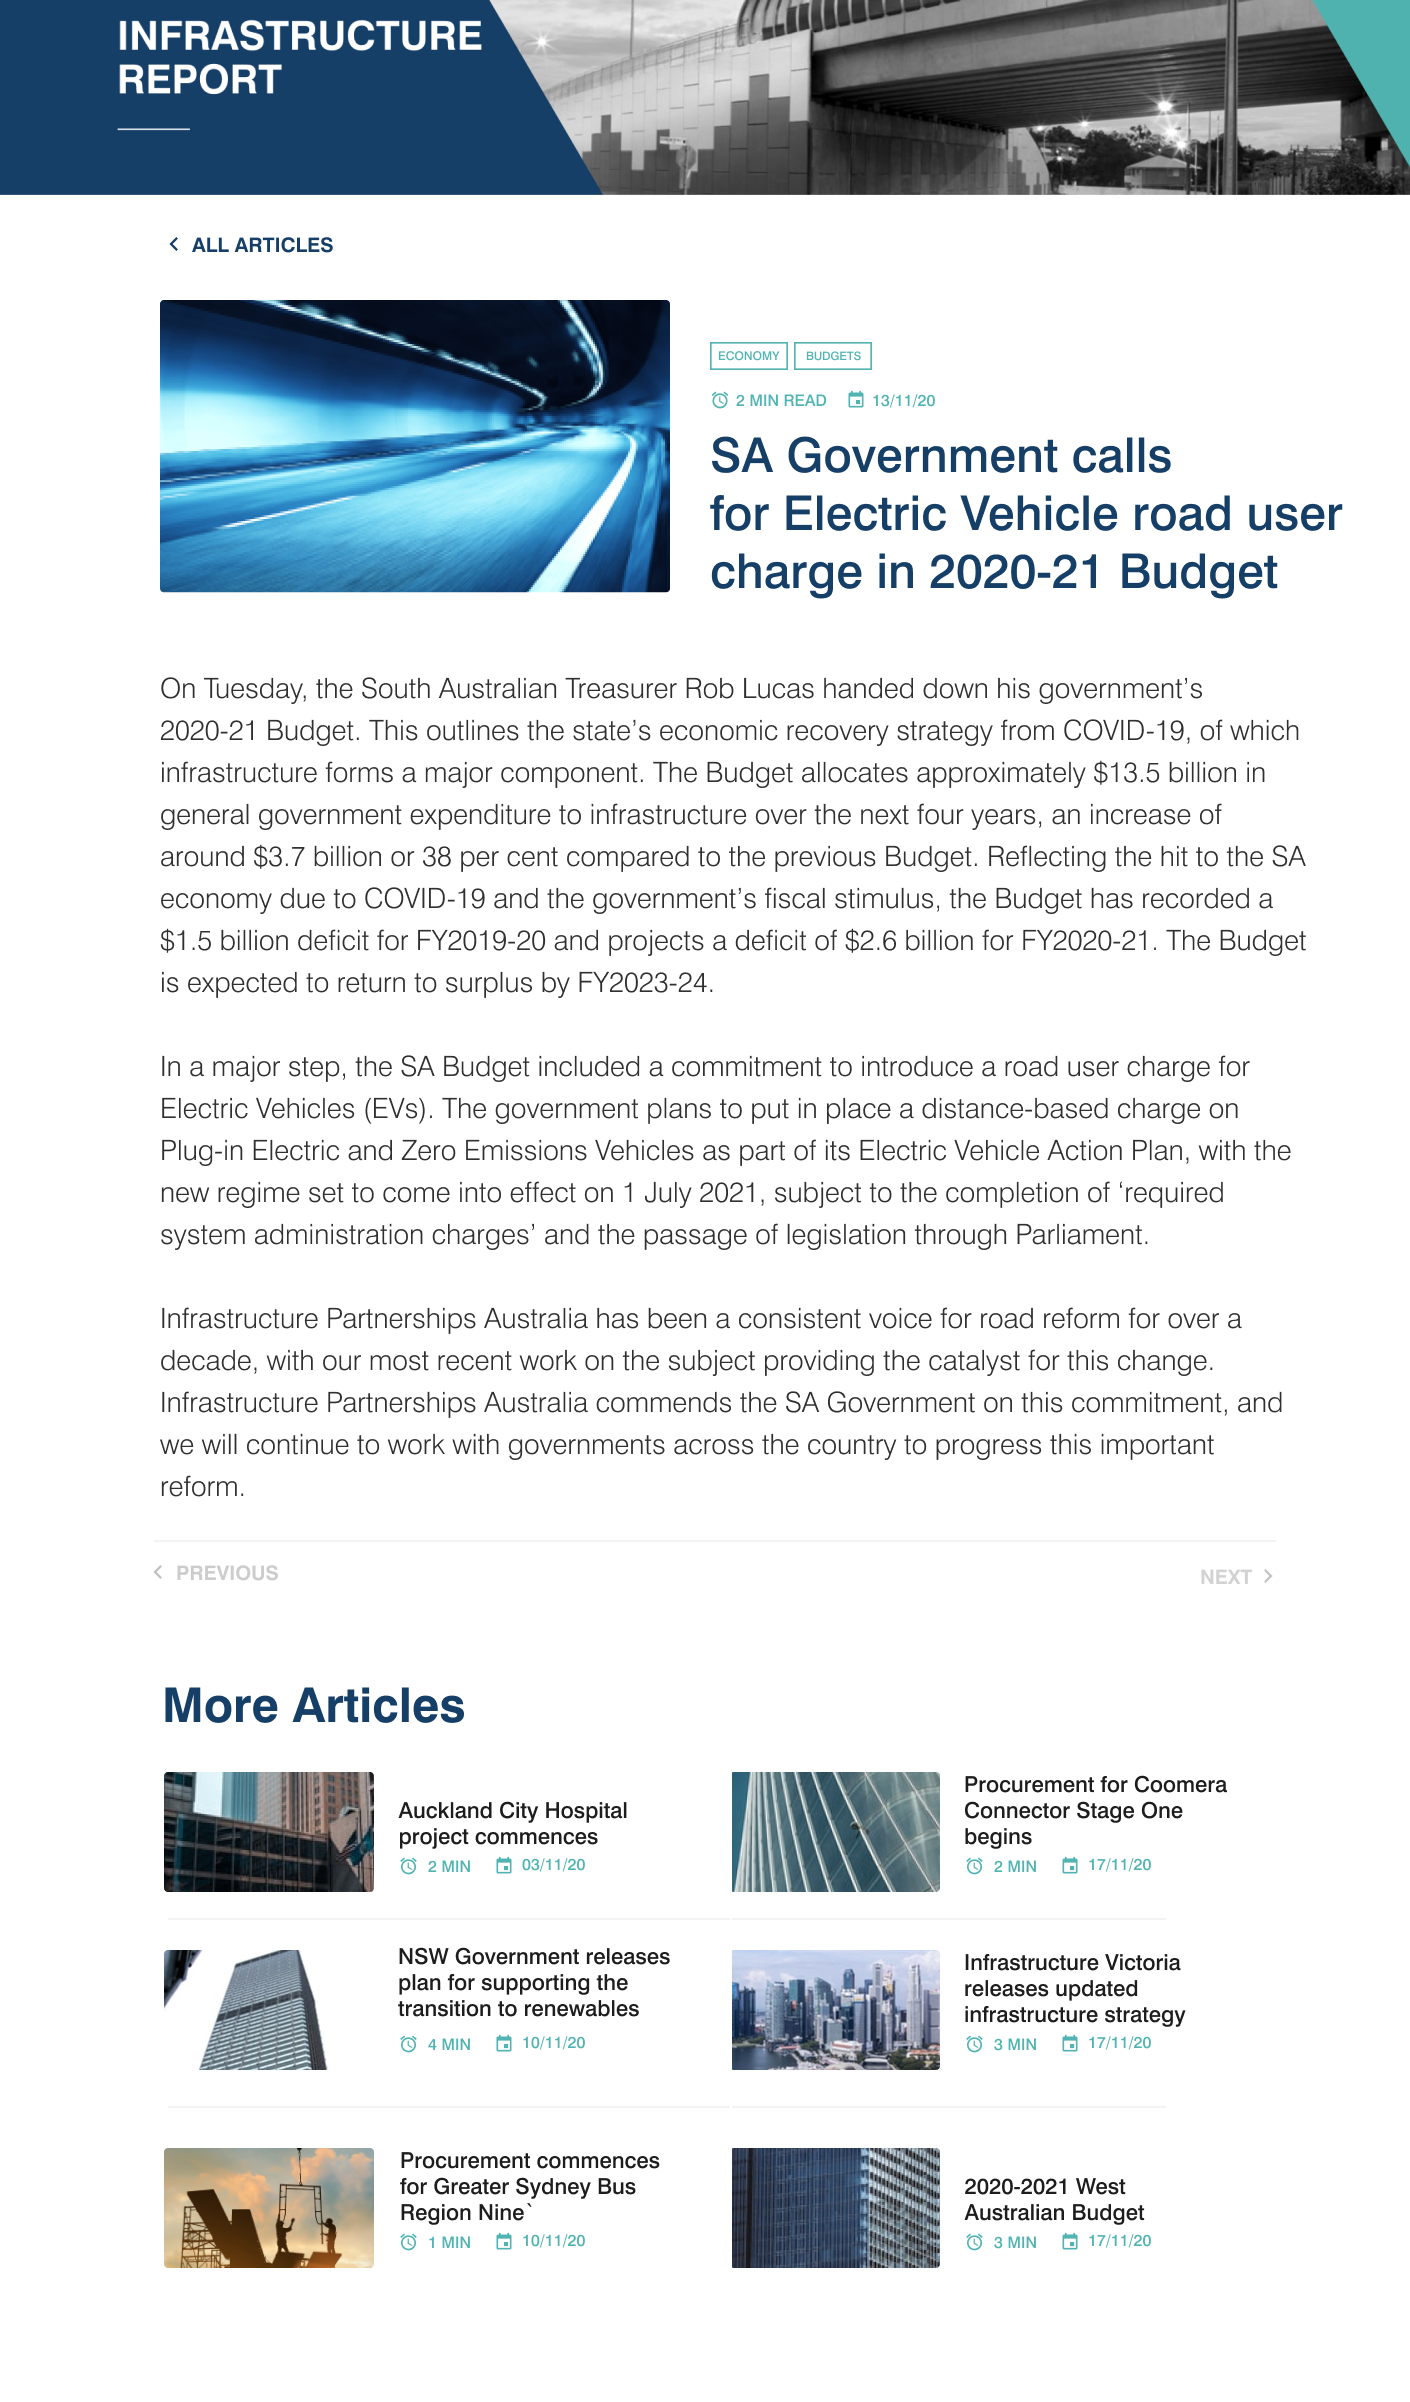 INFRASTRUCTURE
REPORT
ALL ARTICLES
ECONOMY BUDGETS
2 MIN READ 13/11/20
SA Government calls
for Electric Vehicle road user
charge in 2020-21 Budget
On Tuesday, the South Australian Treasurer Rob Lucas handed down his government’s
2020-21 Budget. This outlines the state’s economic recovery strategy from COVID-19, of which
infrastructure forms a major component. The Budget allocates approximately $13.5 billion in
general government expenditure to infrastructure over the next four years, an increase of
around $3.7 billion or 38 per cent compared to the previous Budget. Reflecting the hit to the SA
economy due to COVID-19 and the government’s fiscal stimulus, the Budget has recorded a
$1.5 billion deficit for FY2019-20 and projects a deficit of $2.6 billion for FY2020-21. The Budget
is expected to return to surplus by FY2023-24.
In a major step, the SA Budget included a commitment to introduce a road user charge for
Electric Vehicles (EVs). The government plans to put in place a distance-based charge on
Plug-in Electric and Zero Emissions Vehicles as part of its Electric Vehicle Action Plan, with the
new regime set to come into effect on 1 July 2021, subject to the completion of ‘required
system administration charges’ and the passage of legislation through Parliament.
Infrastructure Partnerships Australia has been a consistent voice for road reform for over a
decade, with our most recent work on the subject providing the catalyst for this change.
Infrastructure Partnerships Australia commends the SA Government on this commitment, and
we will continue to work with governments across the country to progress this important
reform.
PREVIOUS
NEXT
More Articles
Auckland City Hospital
project commences
2 MIN 03/11/20
Procurement for Coomera
Connector Stage One
begins
2 MIN 17/11/20
NSW Government releases
plan for supporting the
transition to renewables
4 MIN 10/11/20
Infrastructure Victoria
releases updated
infrastructure strategy
3 MIN 17/11/20
Procurement commences
for Greater Sydney Bus
Region Nine`
1 MIN 10/11/20
2020-2021 West
Australian Budget
3 MIN 17/11/20